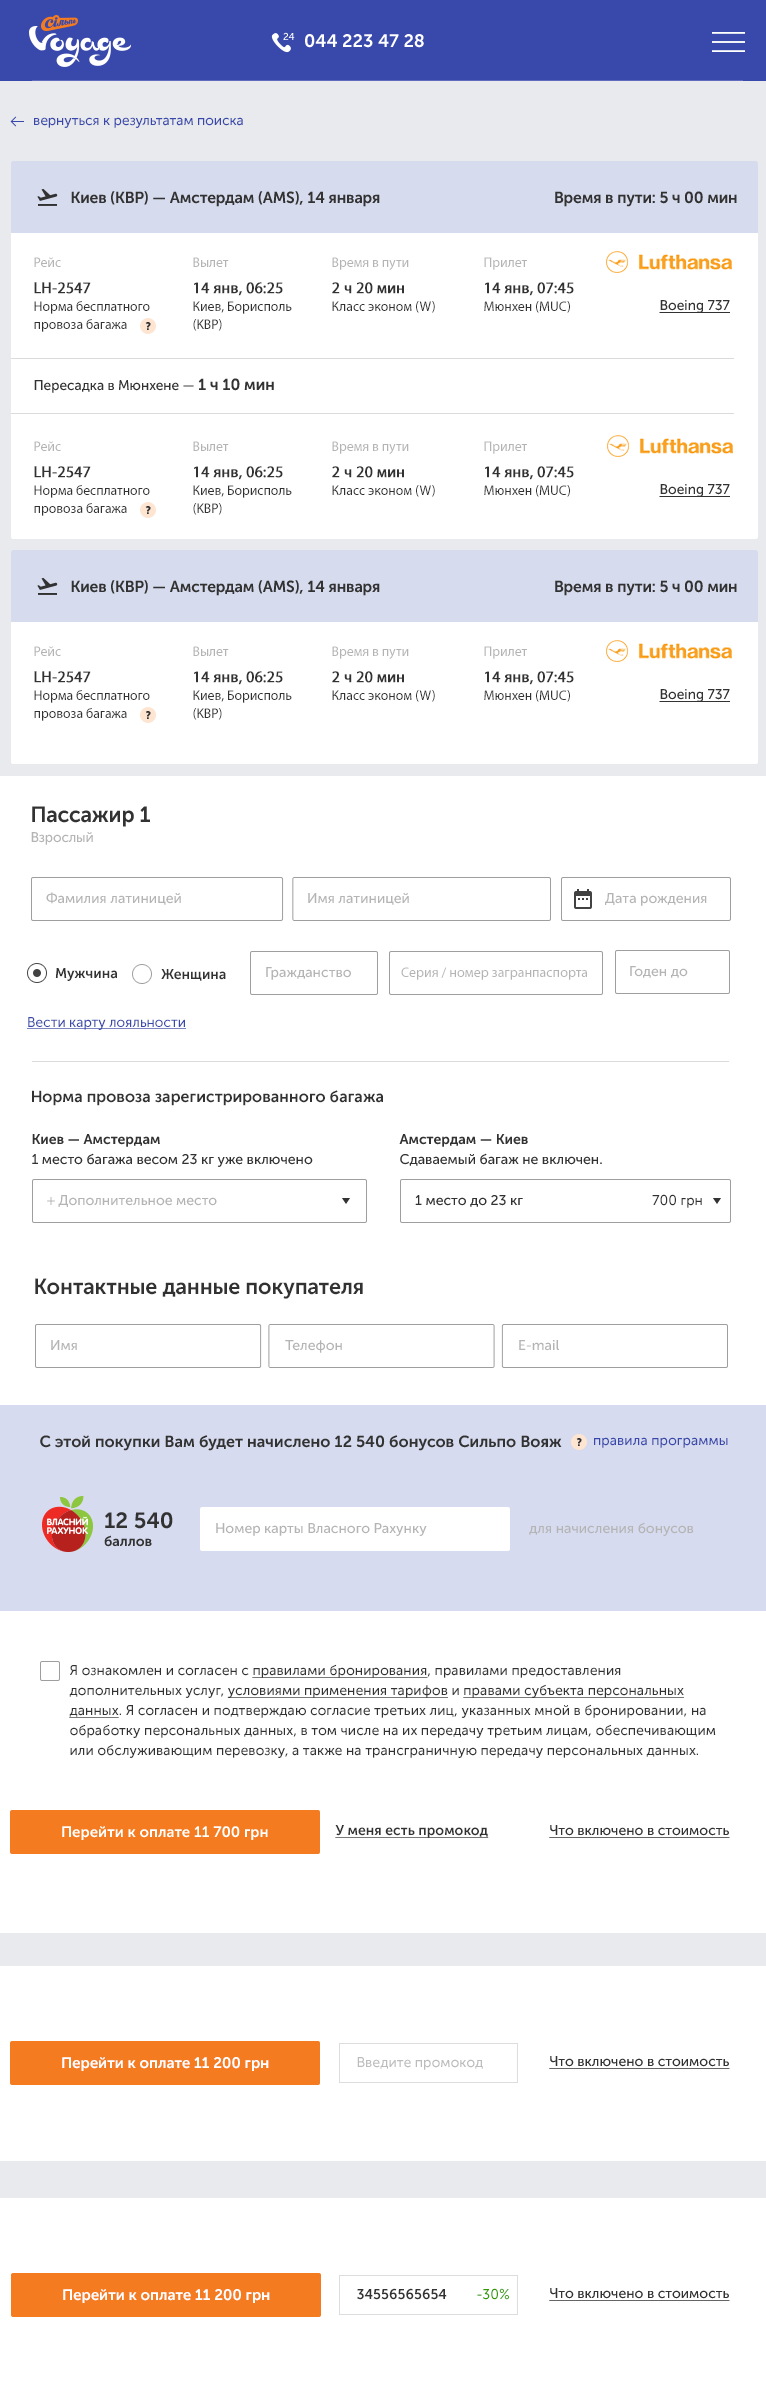 Сільпо
Voyage
24 044 223 47 28
← вернуться к результатам поиска
Киев (KBP) — Амстердам (AMS), 14 января Время в пути: 5 ч 00 мин
Рейс Вылет Время в пути Прилет Lufthansa
LH-2547 14 янв, 06:25 2 ч 20 мин 14 янв, 07:45
Норма бесплатного Киев, Борисполь Класс эконом (W) Мюнхен (MUC) Boeing 737
провоза багажа ? (KBP)
Пересадка в Мюнхене — 1 ч 10 мин
Рейс Вылет Время в пути Прилет Lufthansa
LH-2547 14 янв, 06:25 2 ч 20 мин 14 янв, 07:45
Норма бесплатного Киев, Борисполь Класс эконом (W) Мюнхен (MUC) Boeing 737
провоза багажа ? (KBP)
Киев (KBP) — Амстердам (AMS), 14 января Время в пути: 5 ч 00 мин
Рейс Вылет Время в пути Прилет Lufthansa
LH-2547 14 янв, 06:25 2 ч 20 мин 14 янв, 07:45
Норма бесплатного Киев, Борисполь Класс эконом (W) Мюнхен (MUC) Boeing 737
провоза багажа ? (KBP)
Пассажир 1
Взрослый
Фамилия латиницей Имя латиницей Дата рождения
Мужчина Женщина Гражданство Серия / номер загранпаспорта Годен до
Вести карту лояльности
Норма провоза зарегистрированного багажа
Киев — Амстердам Амстердам — Киев
1 место багажа весом 23 кг уже включено Сдаваемый багаж не включен.
+ Дополнительное место 1 место до 23 кг 700 грн
Контактные данные покупателя
Имя Телефон E-mail
С этой покупки Вам будет начислено 12 540 бонусов Сильпо Вояж ? правила программы
ВЛАСНИЙ
РАХУНОК
12 540
баллов
Номер карты Власного Рахунку для начисления бонусов
Я ознакомлен и согласен с правилами бронирования, правилами предоставления
дополнительных услуг, условиями применения тарифов и правами субъекта персональных
данных. Я согласен и подтверждаю согласие третьих лиц, указанных мной в бронировании, на
обработку персональных данных, в том числе на их передачу третьим лицам, обеспечивающим
или обслуживающим перевозку, а также на трансграничную передачу персональных данных.
Перейти к оплате 11 700 грн У меня есть промокод Что включено в стоимость
Перейти к оплате 11 200 грн Введите промокод Что включено в стоимость
Перейти к оплате 11 200 грн 34556565654 -30% Что включено в стоимость